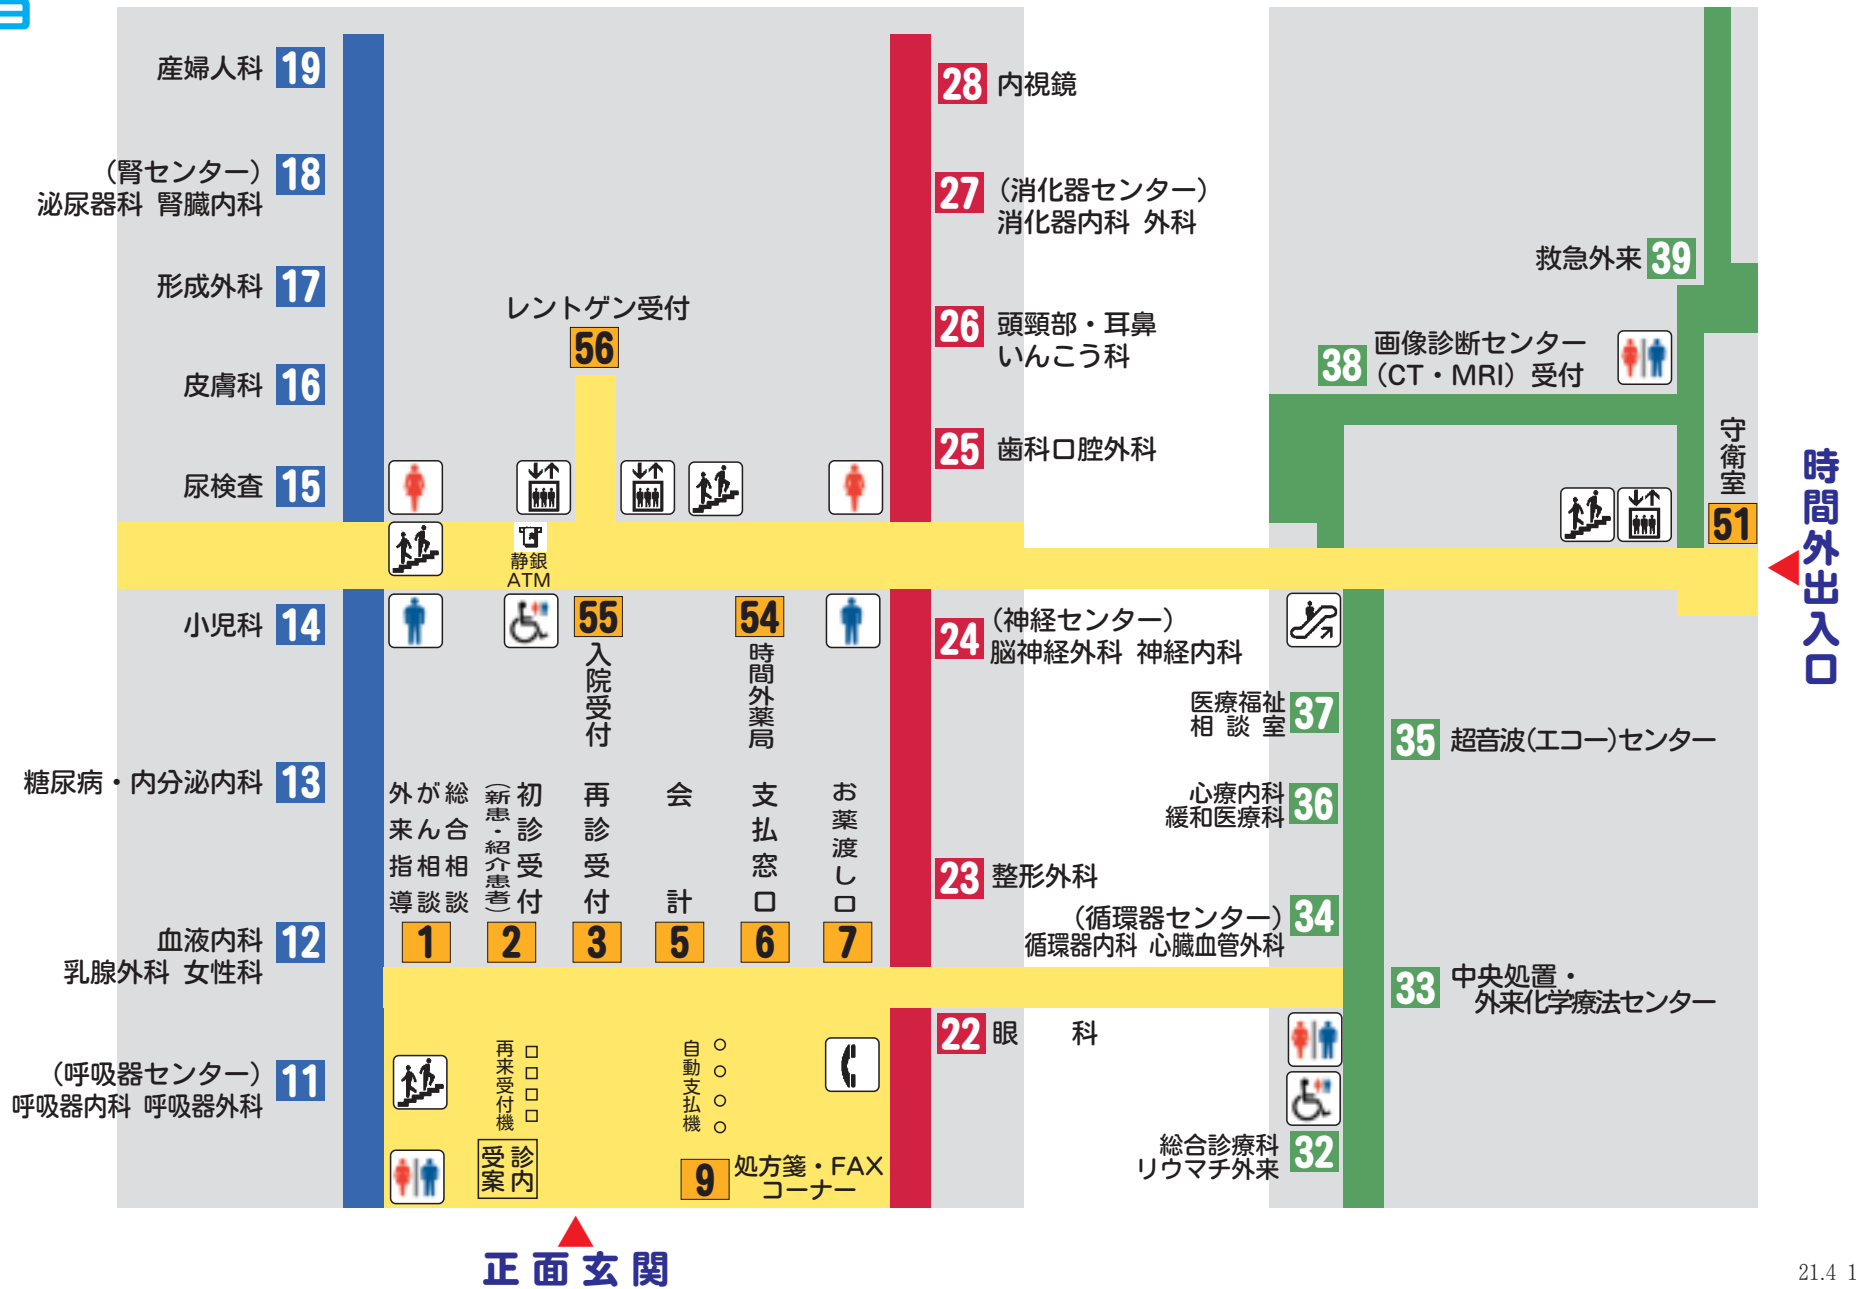 産婦人科 19
(腎センター) 18
泌尿器科 腎臓内科
形成外科 17
皮膚科 16
尿検査 15
小児科 14
糖尿病・内分泌内科 13
血液内科 12
乳腺外科 女性科
(呼吸器センター) 11
呼吸器内科 呼吸器外科
レントゲン受付
56
静銀
ATM
55
入院受付
54
時間外薬局
外来指導
がん相談
総合相談
1
(新患・紹介患者)
初診受付
2
再診受付
3
会計
5
支払窓口
6
お薬渡し口
7
再来受付機
自動支払機
受診
案内
9 処方箋・FAX
コーナー
正面玄関
28 内視鏡
27 (消化器センター)
消化器内科 外科
26 頭頸部・耳鼻
いんこう科
25 歯科口腔外科
24 (神経センター)
脳神経外科 神経内科
23 整形外科
22 眼 科
救急外来 39
38 画像診断センター
(CT・MRI) 受付
守衛室
51
時間外出入口
医療福祉
相談室 37
心療内科
緩和医療科 36
35 超音波(エコー)センター
(循環器センター) 34
循環器内科 心臓血管外科
33 中央処置・
外来化学療法センター
総合診療科
リウマチ外来 32
21.4 1